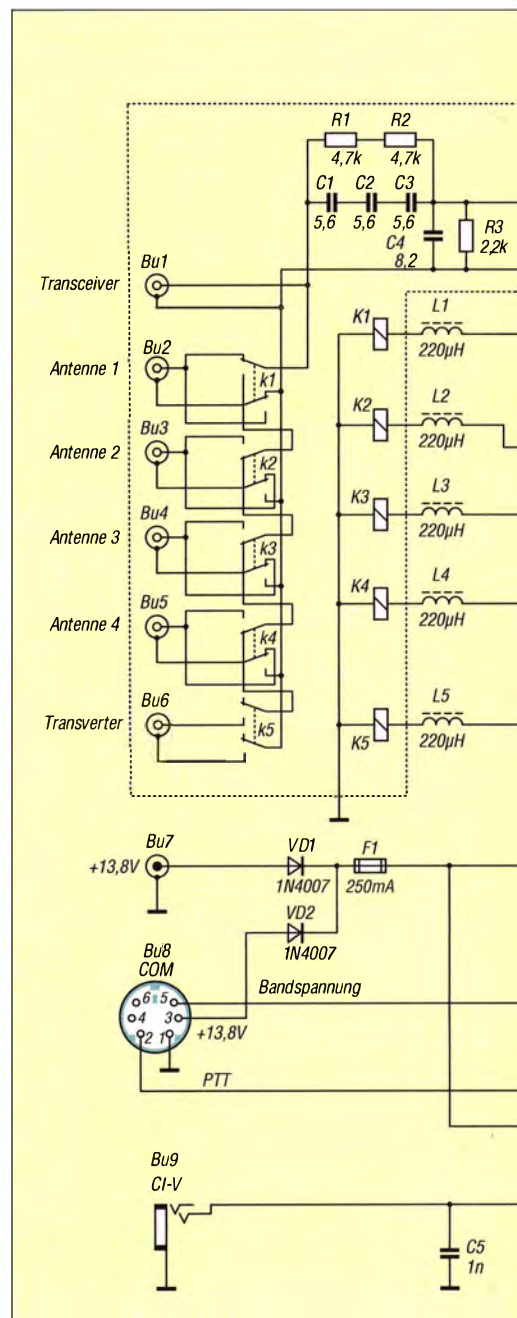 R1 R2
4,7k 4,7k
C1 C2 C3
5,6 5,6 5,6
C4
8,2
R3
2,2k
Transceiver Bu1
Antenne 1 Bu2
k1
Antenne 2 Bu3
k2
Antenne 3 Bu4
k3
Antenne 4 Bu5
k4
Transverter Bu6
k5
K1 L1
220µH
K2 L2
220µH
K3 L3
220µH
K4 L4
220µH
K5 L5
220µH
Bu7
+13,8V
VD1
1N4007
F1
250mA
VD2
1N4007
Bu8
COM
6 5
4 3
2 1
Bandspannung
+13,8V
PTT
Bu9
CI-V
C5
1n